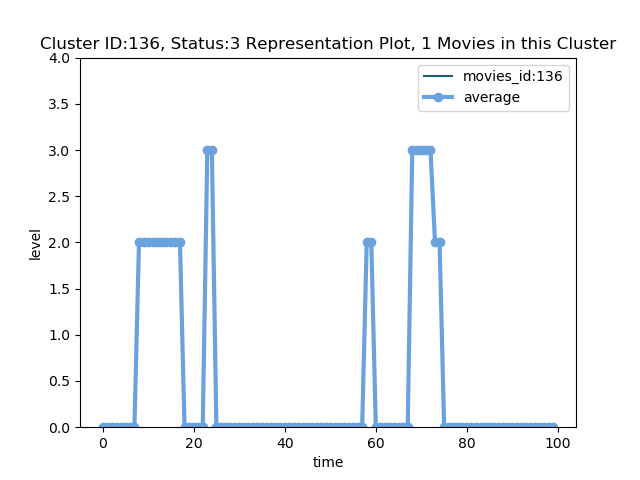 Cluster ID:136, Status:3 Representation Plot, 1 Movies in this Cluster
movies_id:136
average
4.0
3.5
3.0
2.5
2.0
1.5
1.0
0.5
0.0
level
0 20 40 60 80 100
time